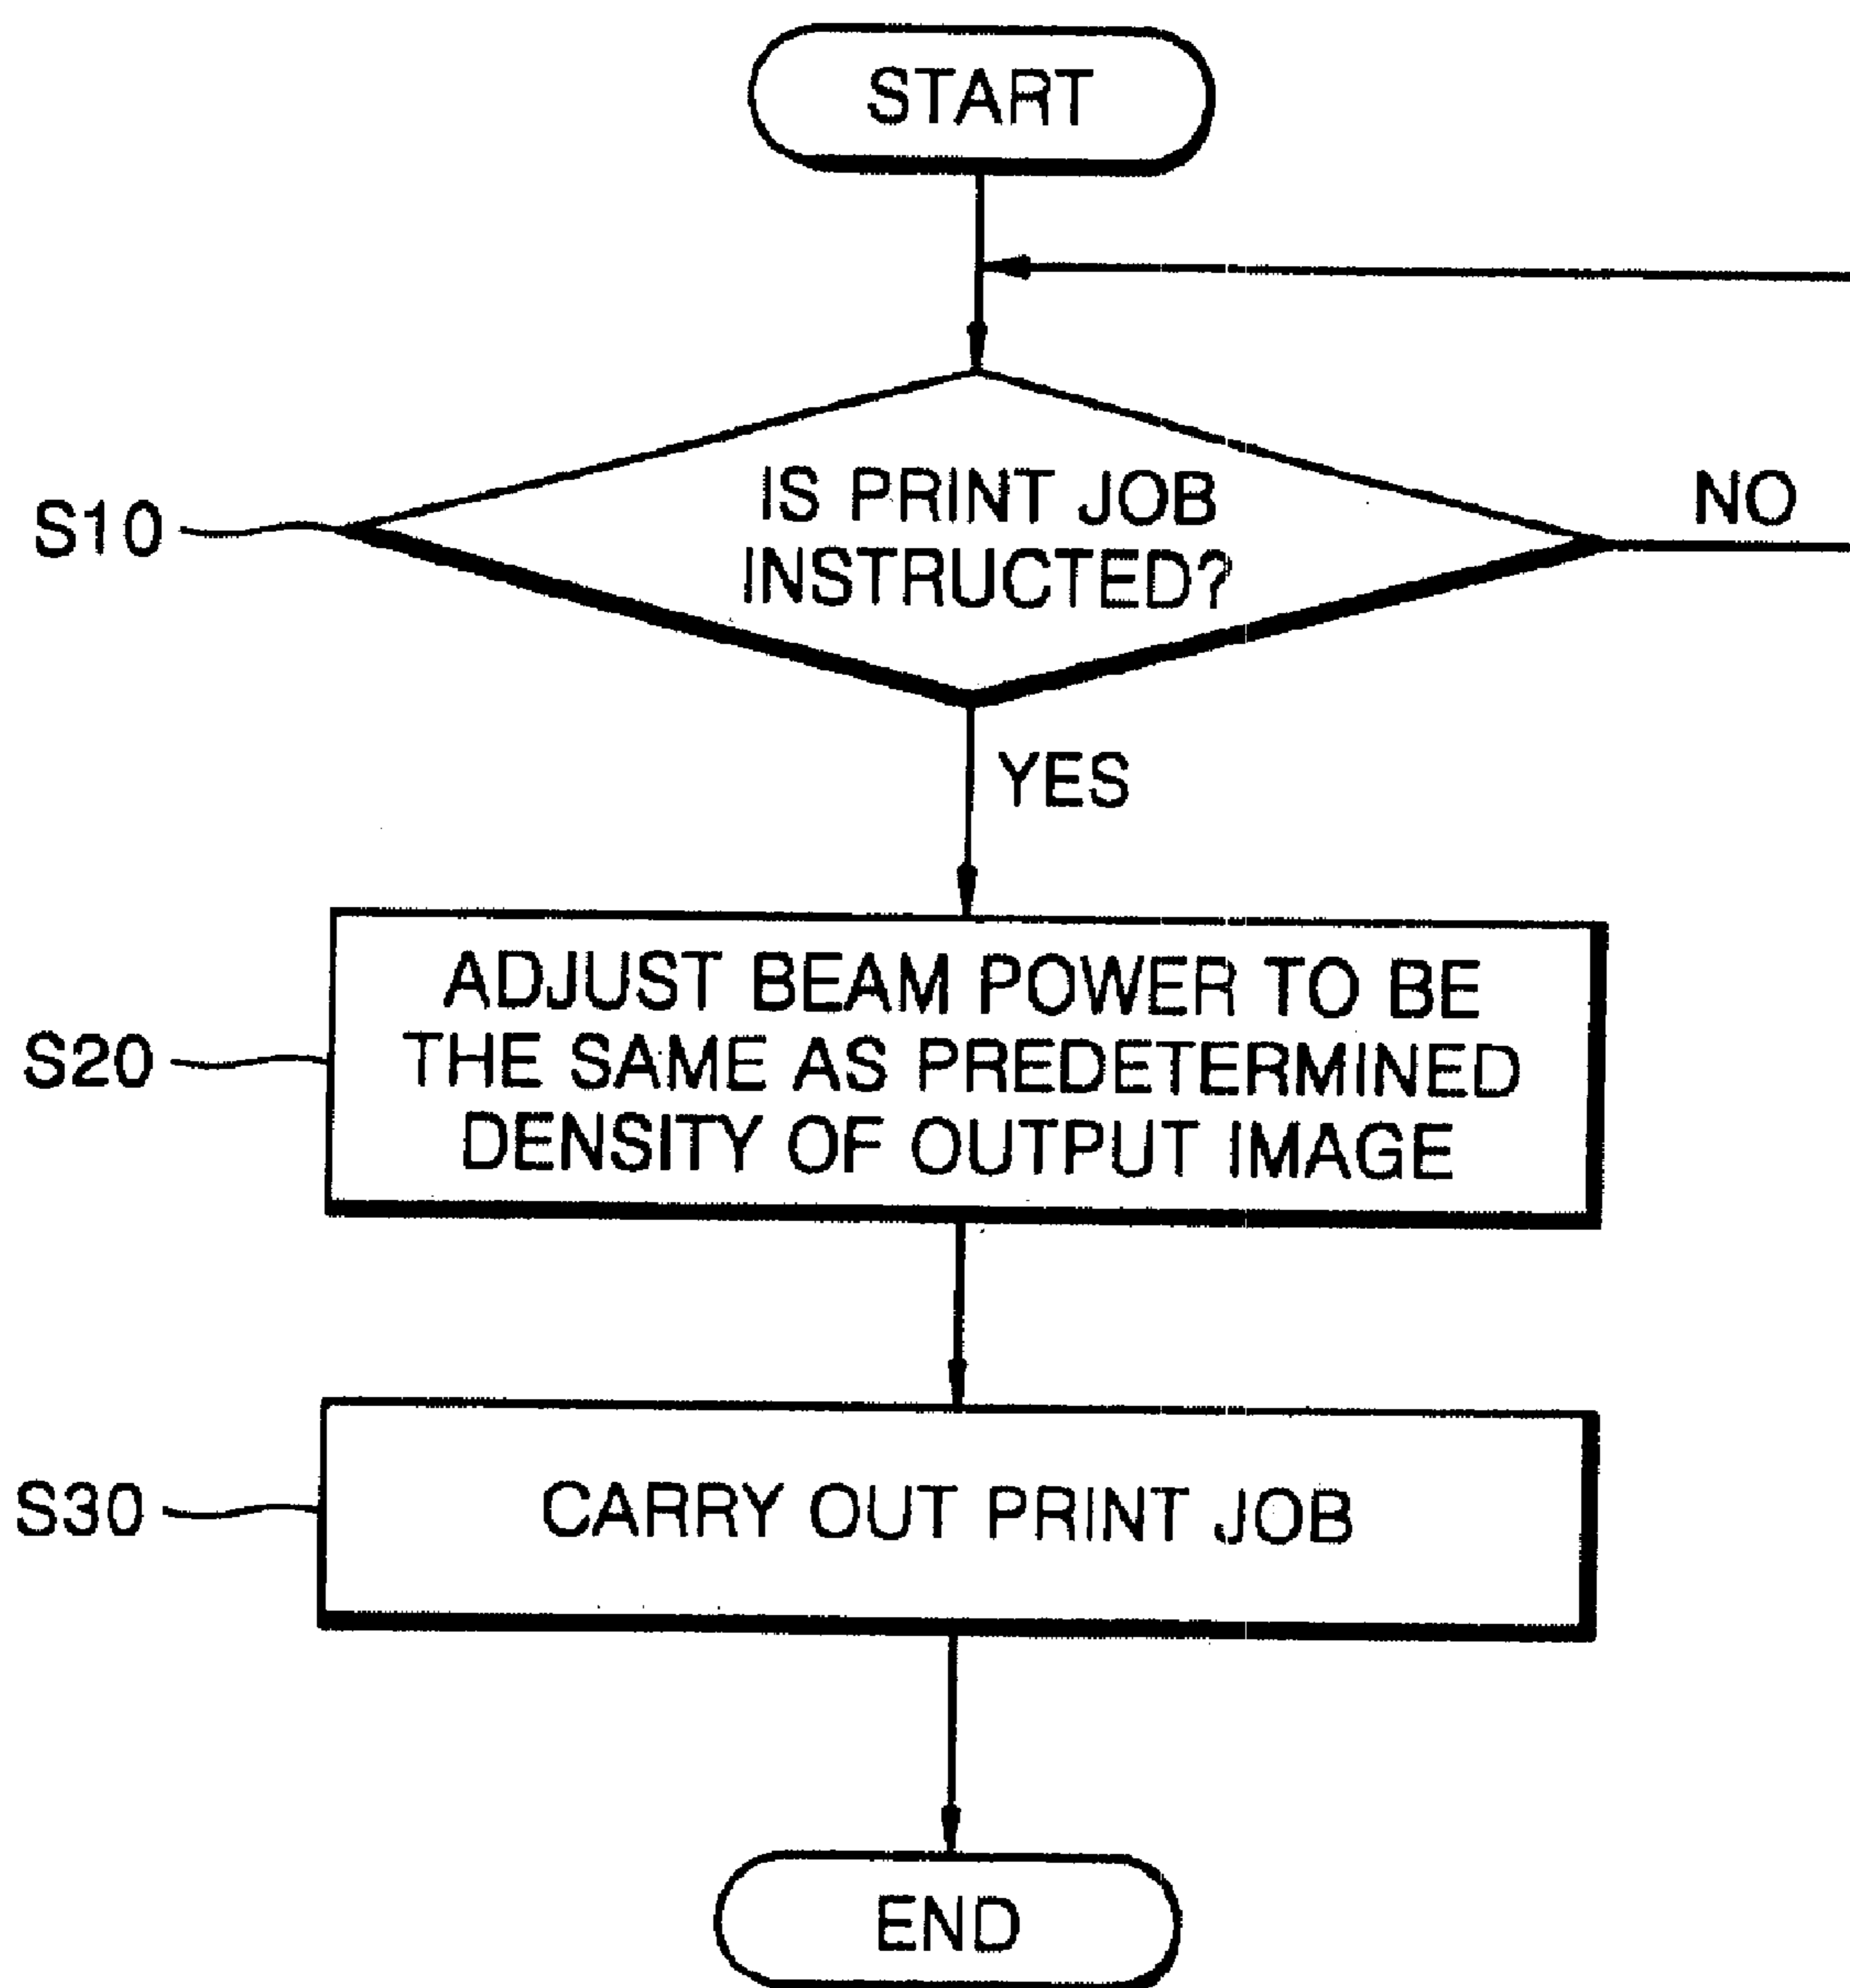 START
S10
IS PRINT JOB
INSTRUCTED?
NO
YES
S20
ADJUST BEAM POWER TO BE
THE SAME AS PREDETERMINED
DENSITY OF OUTPUT IMAGE
S30
CARRY OUT PRINT JOB
END